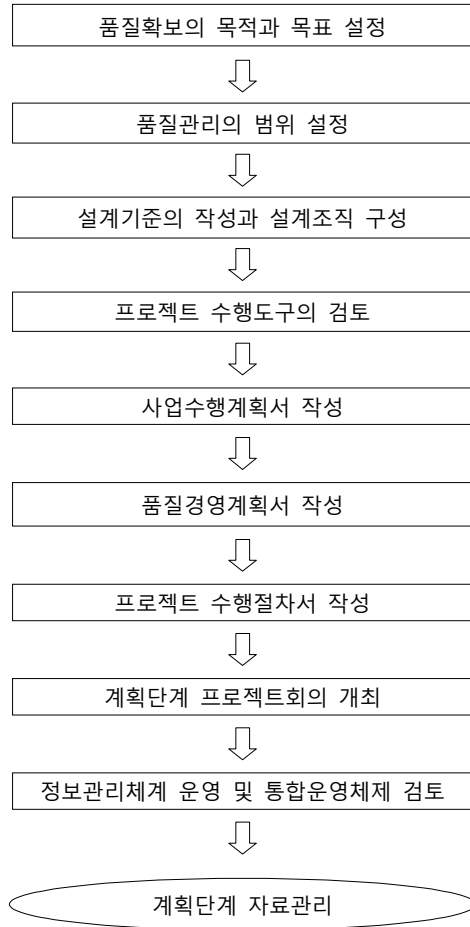 품질확보의 목적과 목표 설정
품질관리의 범위 설정
설계기준의 작성과 설계조직 구성
프로젝트 수행도구의 검토
사업수행계획서 작성
품질경영계획서 작성
프로젝트 수행절차서 작성
계획단계 프로젝트회의 개최
정보관리체계 운영 및 통합운영체제 검토
계획단계 자료관리